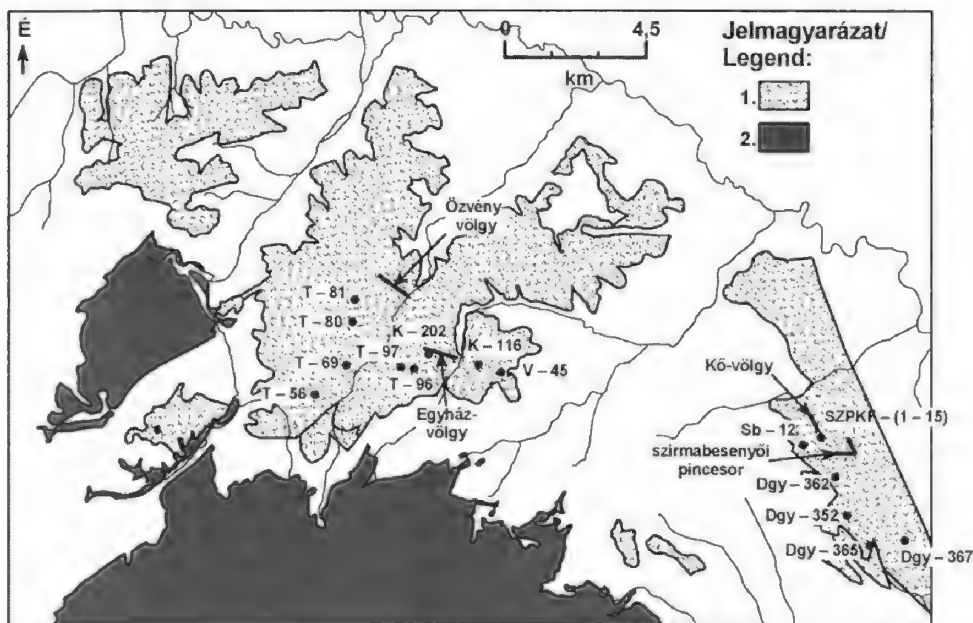 É
0 4,5
km
Jelmagyarázat/
Legend:
1.
2.
Özvény
völgy
T – 81
T – 80
K – 202
T – 97
K – 116
T – 69
T – 96
V – 45
T – 56
Egyház-
völgy
Kő-völgy
SZPKF – (1 – 15)
Sb – 12
szirmabesenyői
pincesor
Dgy – 362
Dgy – 352
Dgy – 365
Dgy – 367